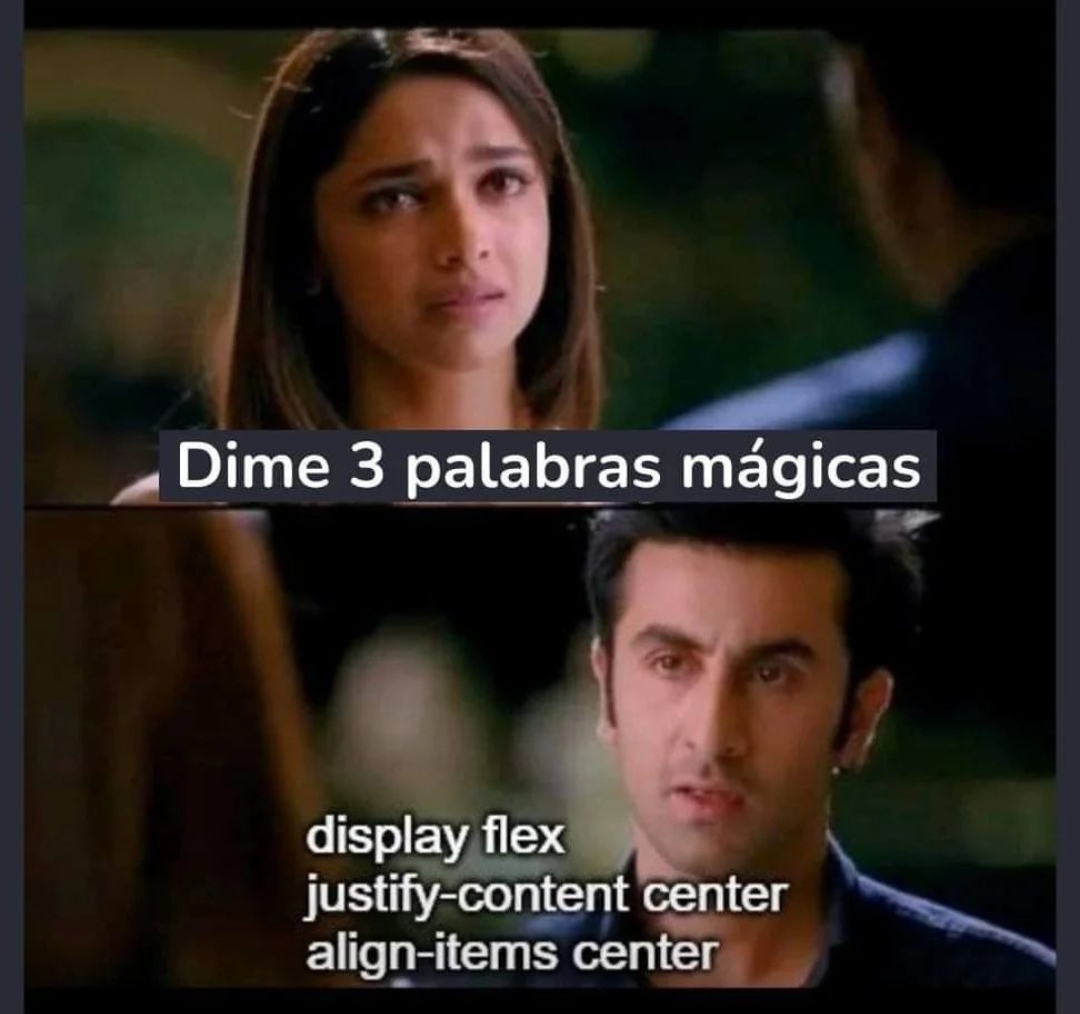 Dime 3 palabras mágicas
display flex
justify-content center
align-items center